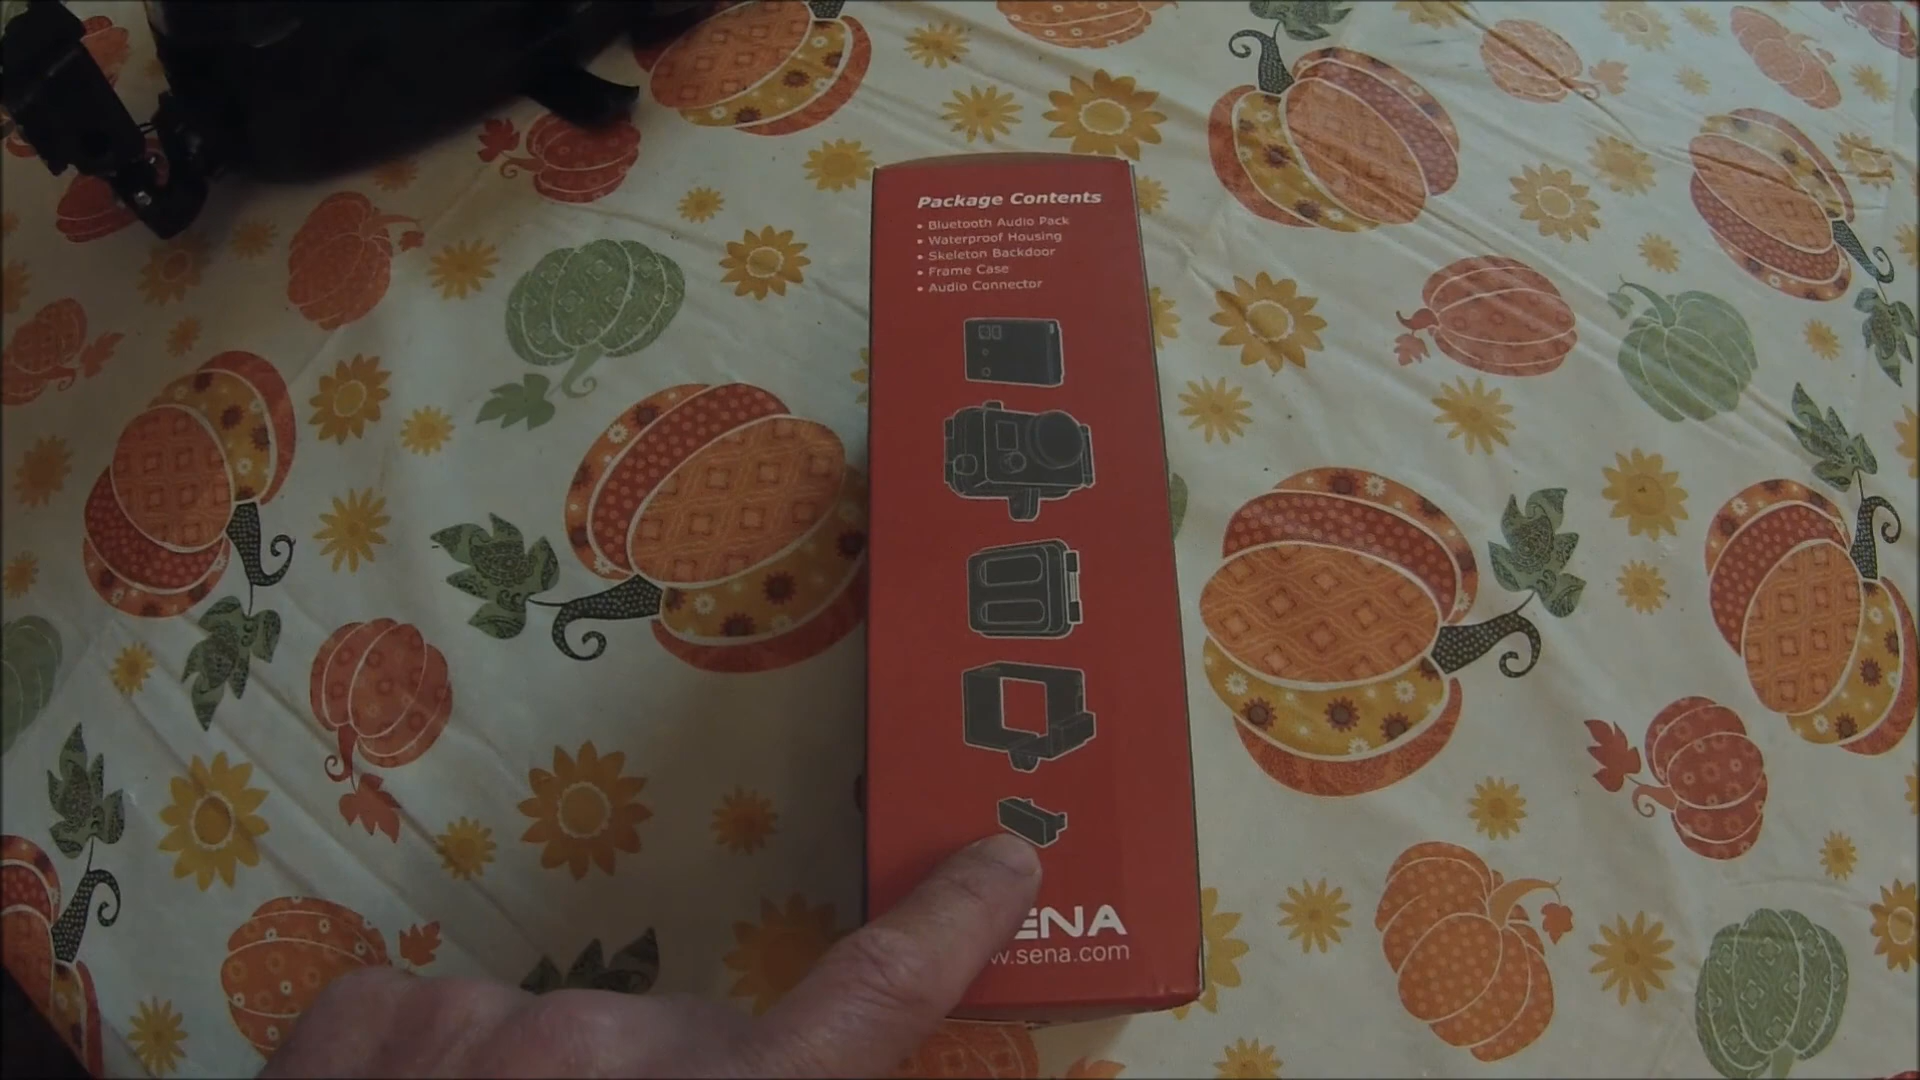 Package Contents
• Bluetooth Audio Pack
• Waterproof Housing
• Skeleton Backdoor
• Frame Case
• Audio Connector
ENA
w.sena.com